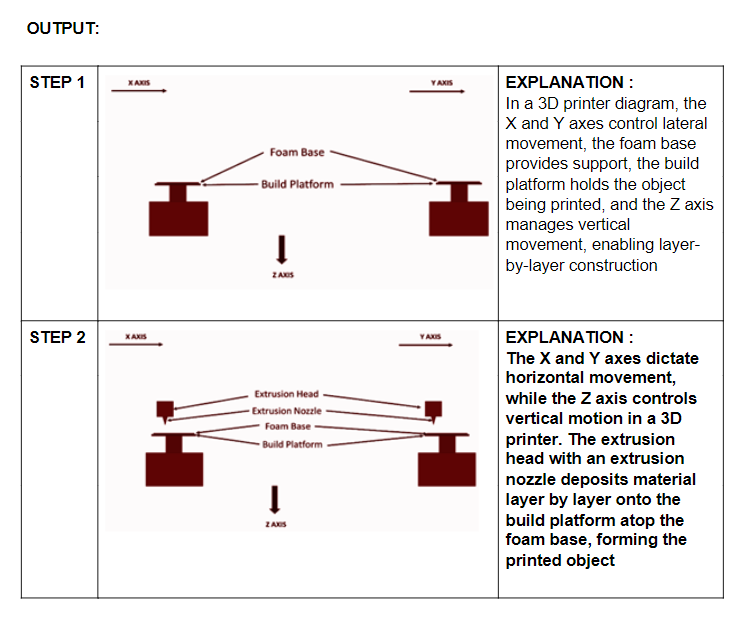 OUTPUT:
STEP 1
X AXIS
Y AXIS
Foam Base
Build Platform
Z AXIS
EXPLANATION :
In a 3D printer diagram, the
X and Y axes control lateral
movement, the foam base
provides support, the build
platform holds the object
being printed, and the Z axis
manages vertical
movement, enabling layer-
by-layer construction
STEP 2
X AXIS
Y AXIS
Extrusion Head
Extrusion Nozzle
Foam Base
Build Platform
Z AXIS
EXPLANATION :
The X and Y axes dictate
horizontal movement,
while the Z axis controls
vertical motion in a 3D
printer. The extrusion
head with an extrusion
nozzle deposits material
layer by layer onto the
build platform atop the
foam base, forming the
printed object